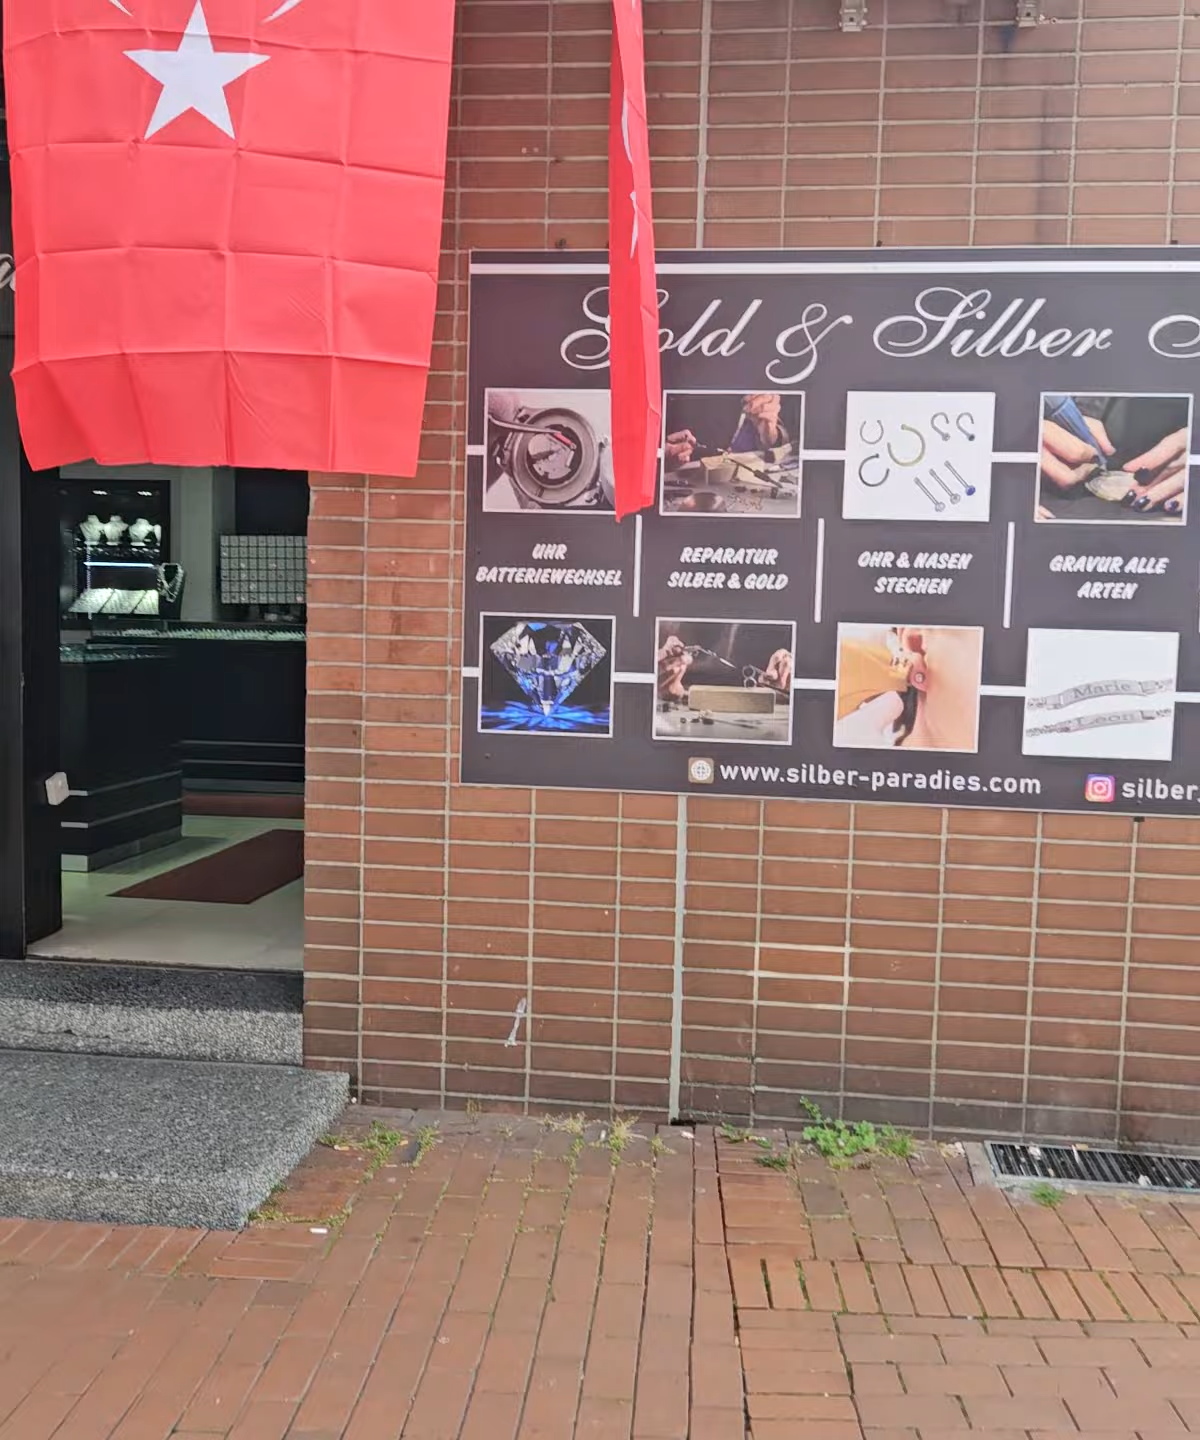 Gold & Silber
UHR
BATTERIEWECHSEL
REPARATUR
SILBER & GOLD
OHR & NASEN
STECHEN
GRAVUR ALLE
ARTEN
Marie
Leon
www.silber-paradies.com
silber